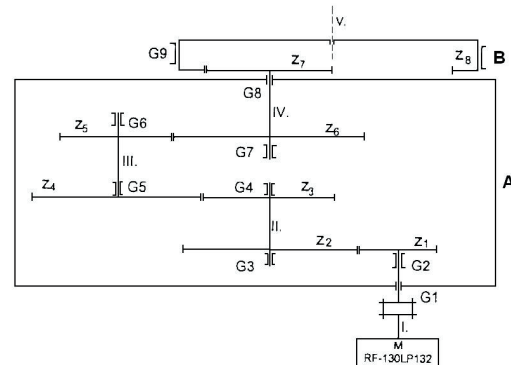 V.
G9
Z7
Z8
B
G8
Z5
G6
IV.
Z6
G7
III.
Z4
G5
G4
Z3
A
II.
Z2
Z1
G3
G2
G1
I.
M
RF-130LP132